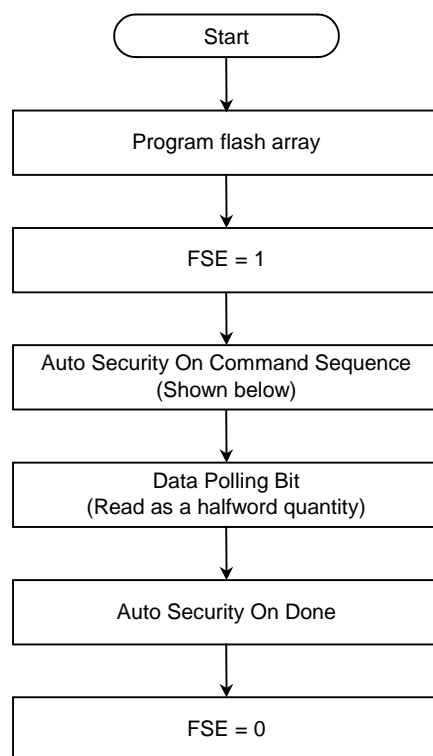 Start
Program flash array
FSE = 1
Auto Security On Command Sequence
(Shown below)
Data Polling Bit
(Read as a halfword quantity)
Auto Security On Done
FSE = 0